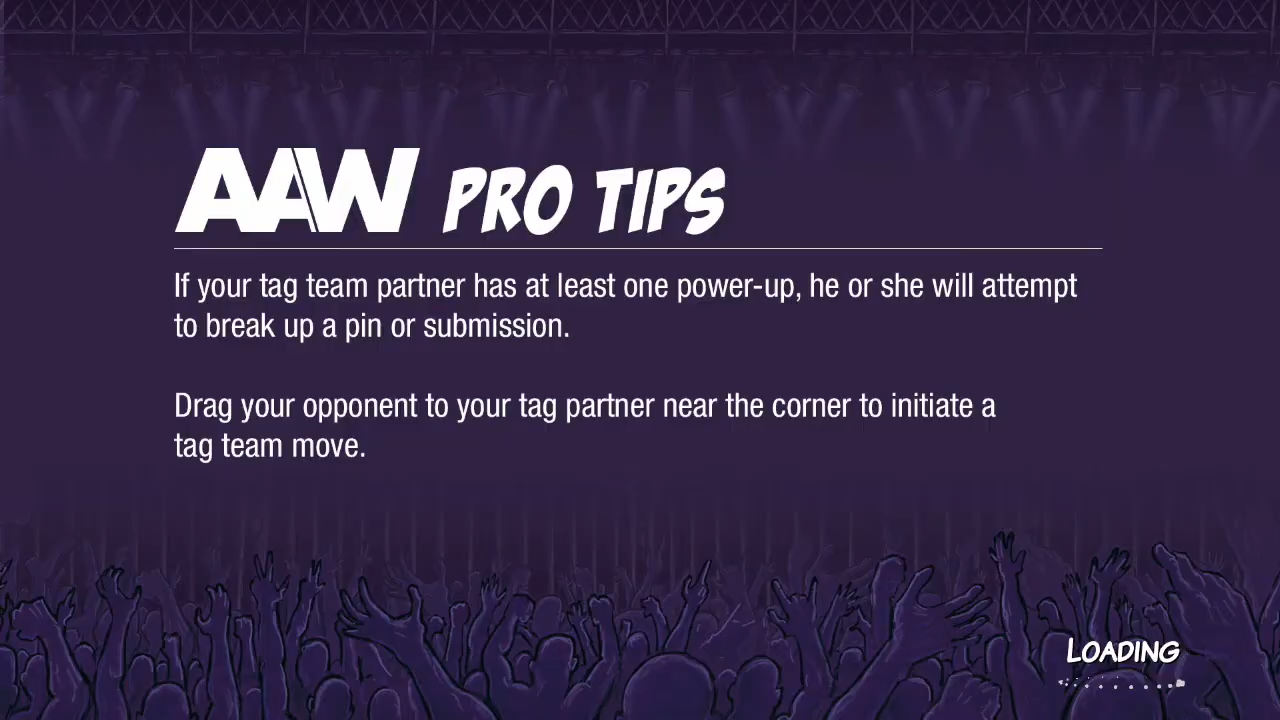 AAW PRO TIPS
If your tag team partner has at least one power-up, he or she will attempt
to break up a pin or submission.
Drag your opponent to your tag partner near the corner to initiate a
tag team move.
LOADING